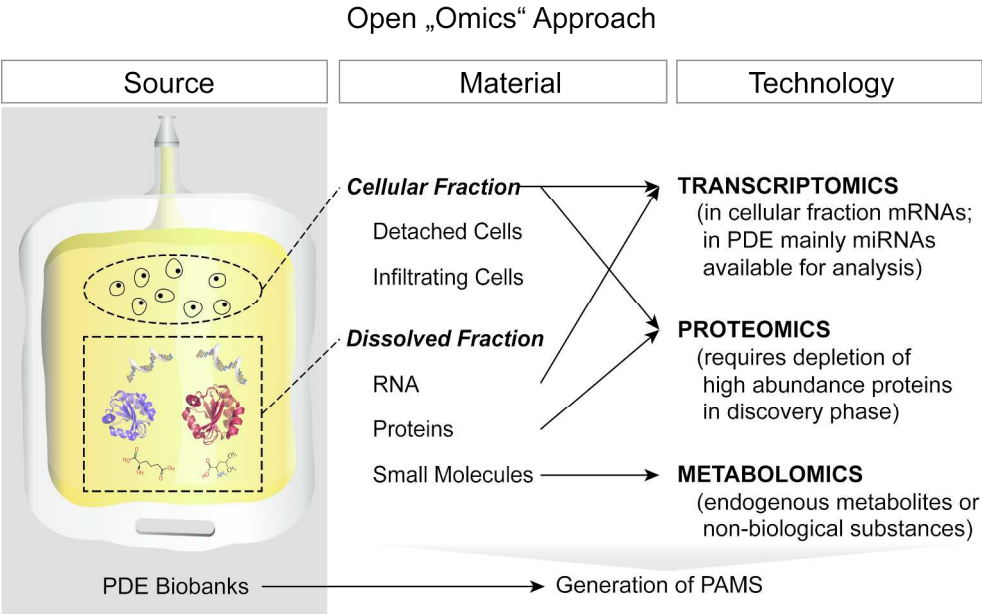 Open „Omics“ Approach
Source
Material
Technology
Cellular Fraction
Detached Cells
Infiltrating Cells
Dissolved Fraction
RNA
Proteins
Small Molecules
TRANSCRIPTOMICS
(in cellular fraction mRNAs;
in PDE mainly miRNAs
available for analysis)
PROTEOMICS
(requires depletion of
high abundance proteins
in discovery phase)
METABOLOMICS
(endogenous metabolites or
non-biological substances)
PDE Biobanks
Generation of PAMS